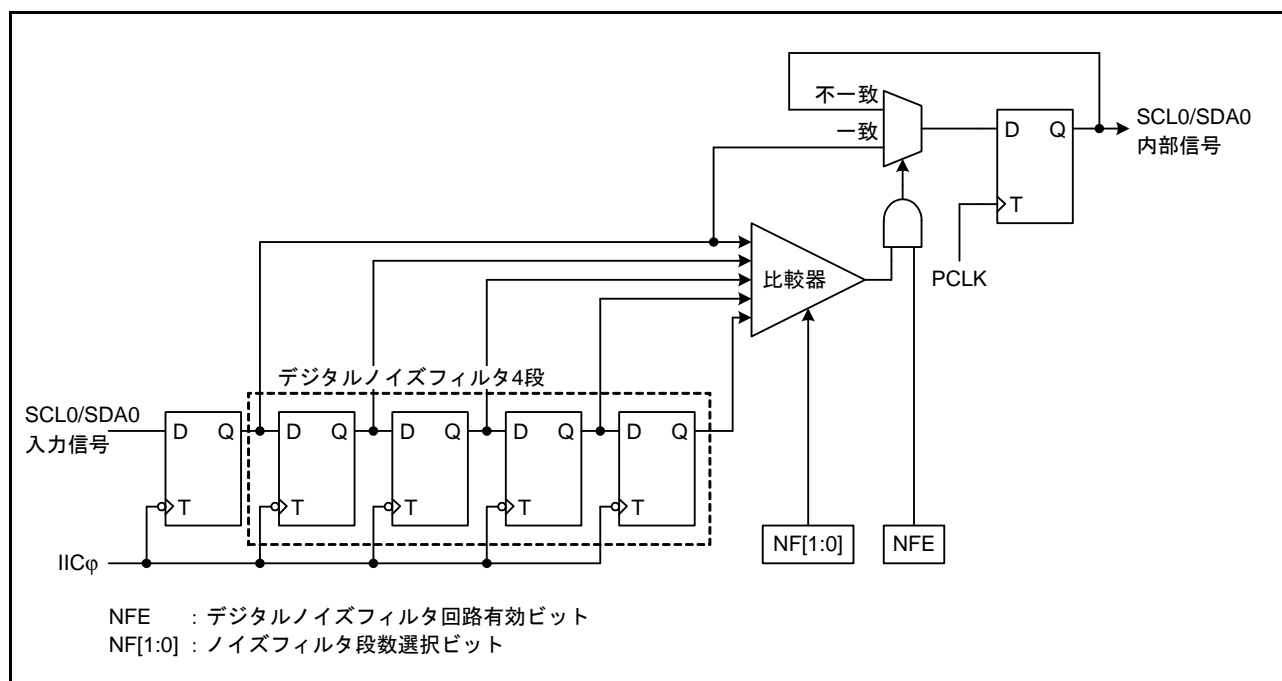 不一致
一致
D Q
T
SCL0/SDA0
内部信号
PCLK
比較器
デジタルノイズフィルタ4段
SCL0/SDA0
入力信号
D Q
T
D Q
T
D Q
T
D Q
T
D Q
T
NF[1:0]
NFE
IICφ
NFE : デジタルノイズフィルタ回路有効ビット
NF[1:0] : ノイズフィルタ段数選択ビット